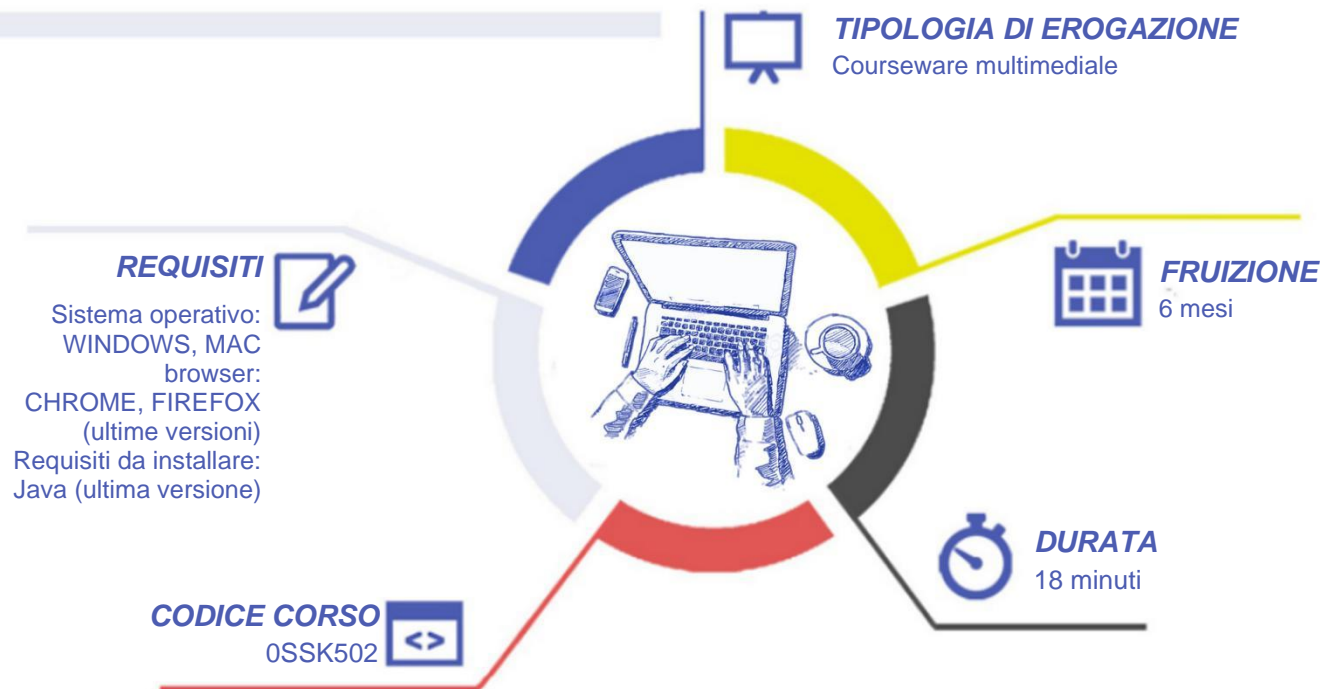 TIPOLOGIA DI EROGAZIONE
Courseware multimediale
REQUISITI
Sistema operativo:
WINDOWS, MAC
browser:
CHROME, FIREFOX
(ultime versioni)
Requisiti da installare:
Java (ultima versione)
FRUIZIONE
6 mesi
DURATA
18 minuti
CODICE CORSO
0SSK502